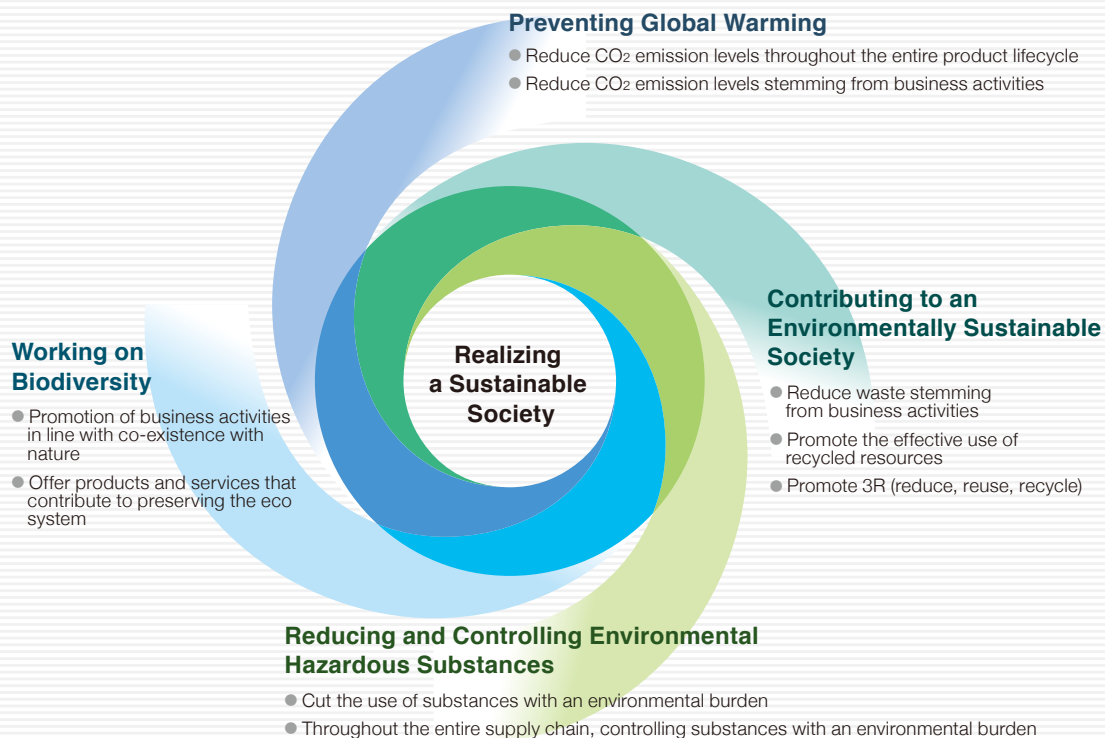 Preventing Global Warming
● Reduce CO2 emission levels throughout the entire product lifecycle
● Reduce CO2 emission levels stemming from business activities
Contributing to an
Environmentally Sustainable
Society
● Reduce waste stemming
from business activities
● Promote the effective use of
recycled resources
● Promote 3R (reduce, reuse, recycle)
Realizing
a Sustainable
Society
Working on
Biodiversity
● Promotion of business activities
in line with co-existence with
nature
● Offer products and services that
contribute to preserving the eco
system
Reducing and Controlling Environmental
Hazardous Substances
● Cut the use of substances with an environmental burden
● Throughout the entire supply chain, controlling substances with an environmental burden